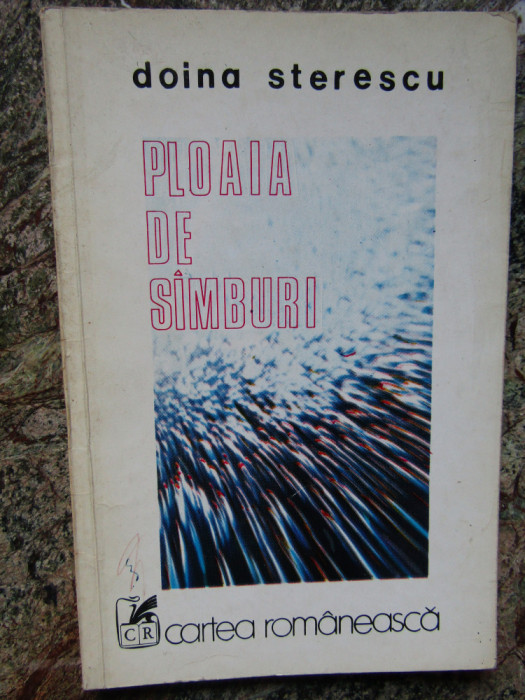 doina sterescu
PLOAIA
DE
SÎMBURI
CR cartea românească